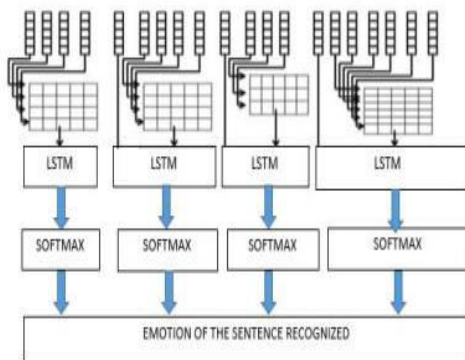 LSTM LSTM LSTM LSTM
SOFTMAX SOFTMAX SOFTMAX SOFTMAX
EMOTION OF THE SENTENCE RECOGNIZED